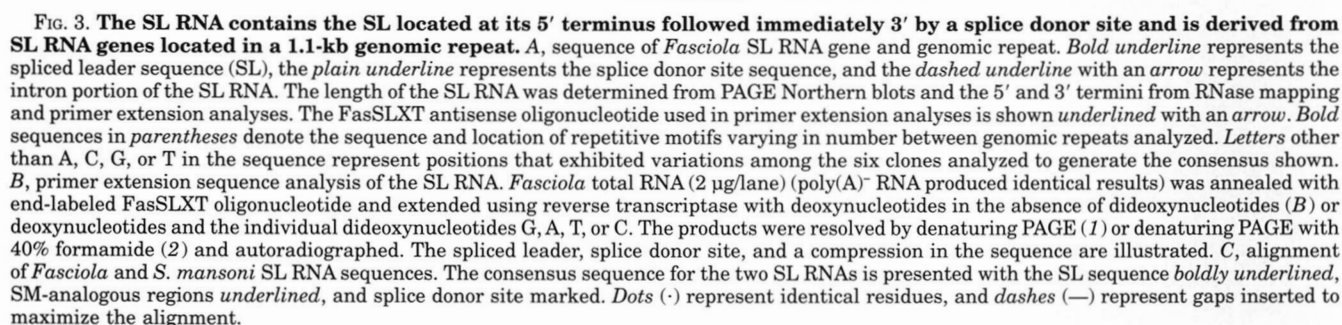 FIG. 3. The SL RNA contains the SL located at its 5′ terminus followed immediately 3′ by a splice donor site and is derived from
SL RNA genes located in a 1.1-kb genomic repeat. A, sequence of Fasciola SL RNA gene and genomic repeat. Bold underline represents the
spliced leader sequence (SL), the plain underline represents the splice donor site sequence, and the dashed underline with an arrow represents the
intron portion of the SL RNA. The length of the SL RNA was determined from PAGE Northern blots and the 5′ and 3′ termini from RNase mapping
and primer extension analyses. The FasSLXT antisense oligonucleotide used in primer extension analyses is shown underlined with an arrow. Bold
sequences in parentheses denote the sequence and location of repetitive motifs varying in number between genomic repeats analyzed. Letters other
than A, C, G, or T in the sequence represent positions that exhibited variations among the six clones analyzed to generate the consensus shown.
B, primer extension sequence analysis of the SL RNA. Fasciola total RNA (2 µg/lane) (poly(A)⁻ RNA produced identical results) was annealed with
end-labeled FasSLXT oligonucleotide and extended using reverse transcriptase with deoxynucleotides in the absence of dideoxynucleotides (B) or
deoxynucleotides and the individual dideoxynucleotides G, A, T, or C. The products were resolved by denaturing PAGE (1) or denaturing PAGE with
40% formamide (2) and autoradiographed. The spliced leader, splice donor site, and a compression in the sequence are illustrated. C, alignment
of Fasciola and S. mansoni SL RNA sequences. The consensus sequence for the two SL RNAs is presented with the SL sequence boldly underlined,
SM-analogous regions underlined, and splice donor site marked. Dots (·) represent identical residues, and dashes (—) represent gaps inserted to
maximize the alignment.